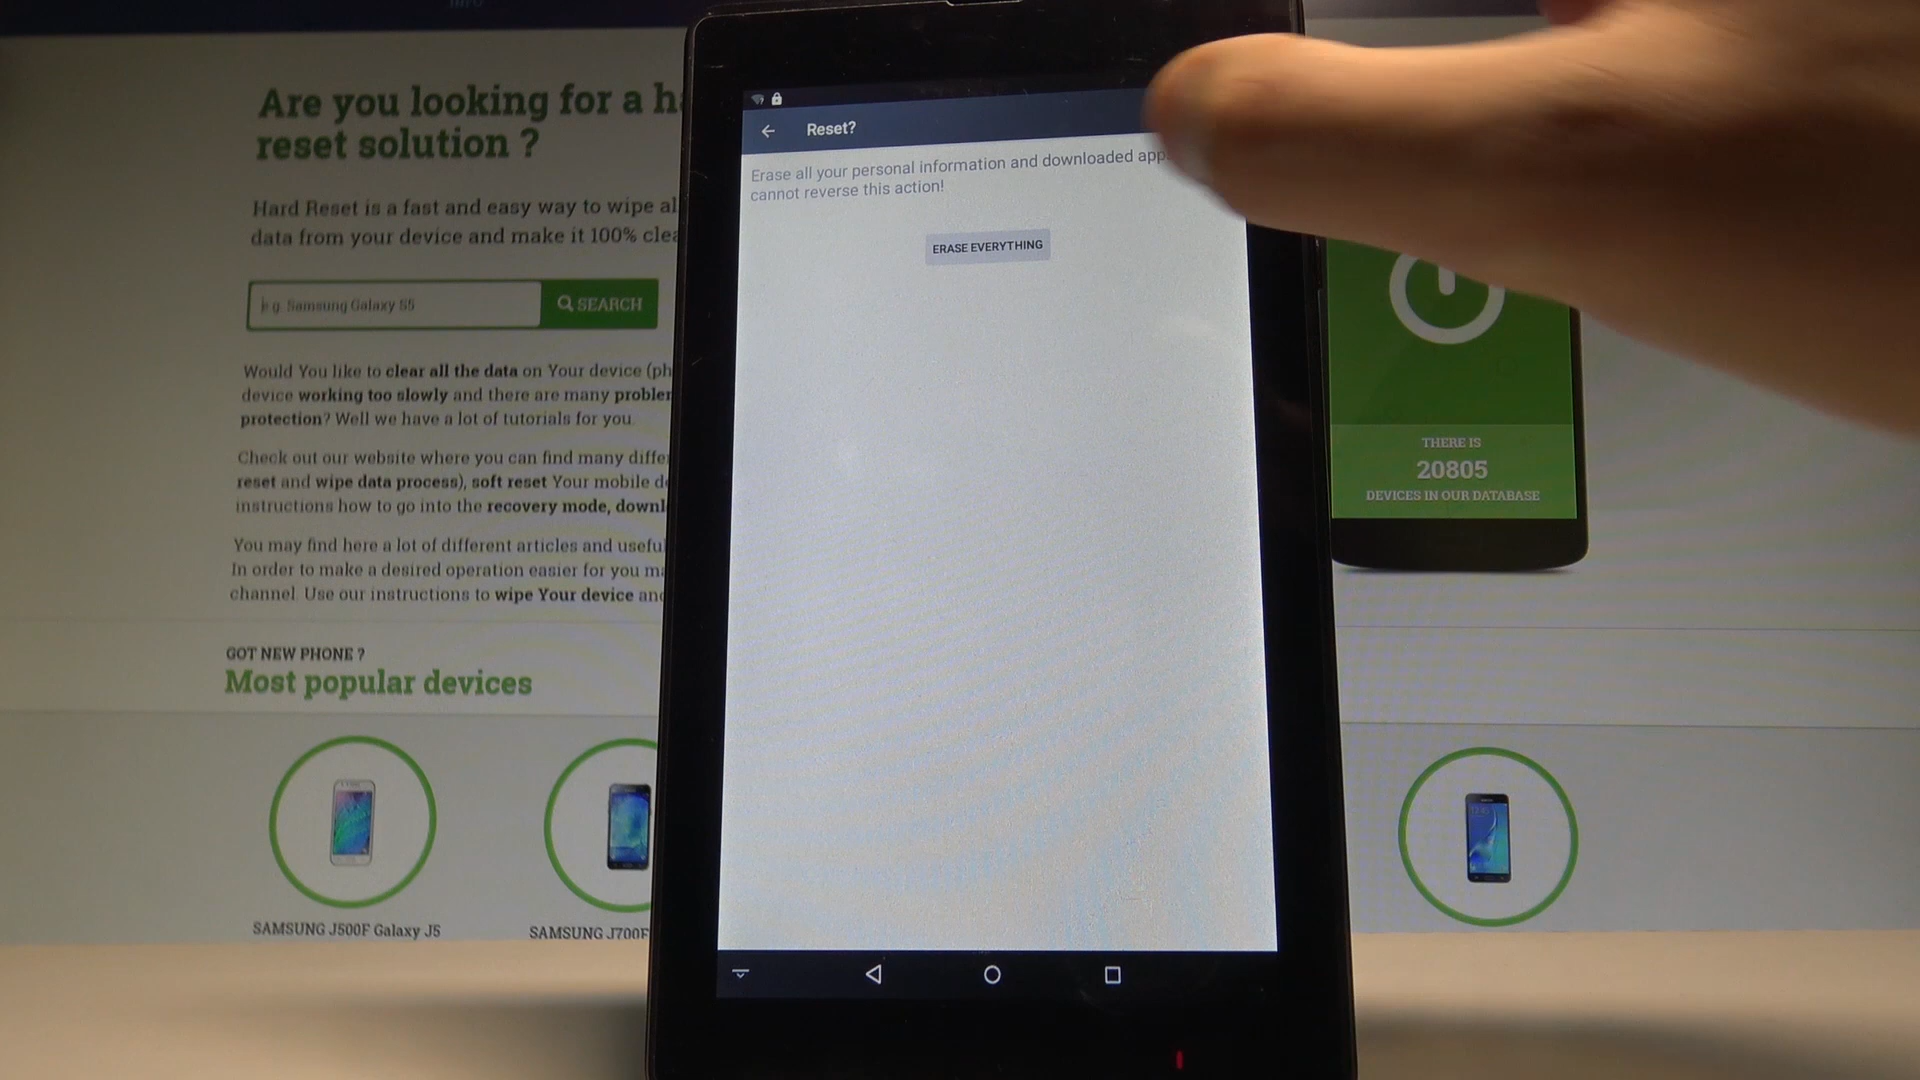 Info
Are you looking for a ha
reset solution ?
Hard Reset is a fast and easy way to wipe al
data from your device and make it 100% clea
e.g. Samsung Galaxy S5
SEARCH
Would You like to clear all the data on Your device (ph
device working too slowly and there are many probler
protection? Well we have a lot of tutorials for you.
Check out our website where you can find many diffe
reset and wipe data process), soft reset Your mobile d
instructions how to go into the recovery mode, downl
You may find here a lot of different articles and usefu
In order to make a desired operation easier for you ma
channel. Use our instructions to wipe Your device and
GOT NEW PHONE ?
Most popular devices
SAMSUNG J500F Galaxy J5
SAMSUNG J700F
Reset?
Erase all your personal information and downloaded app
cannot reverse this action!
ERASE EVERYTHING
THERE IS
20805
DEVICES IN OUR DATABASE